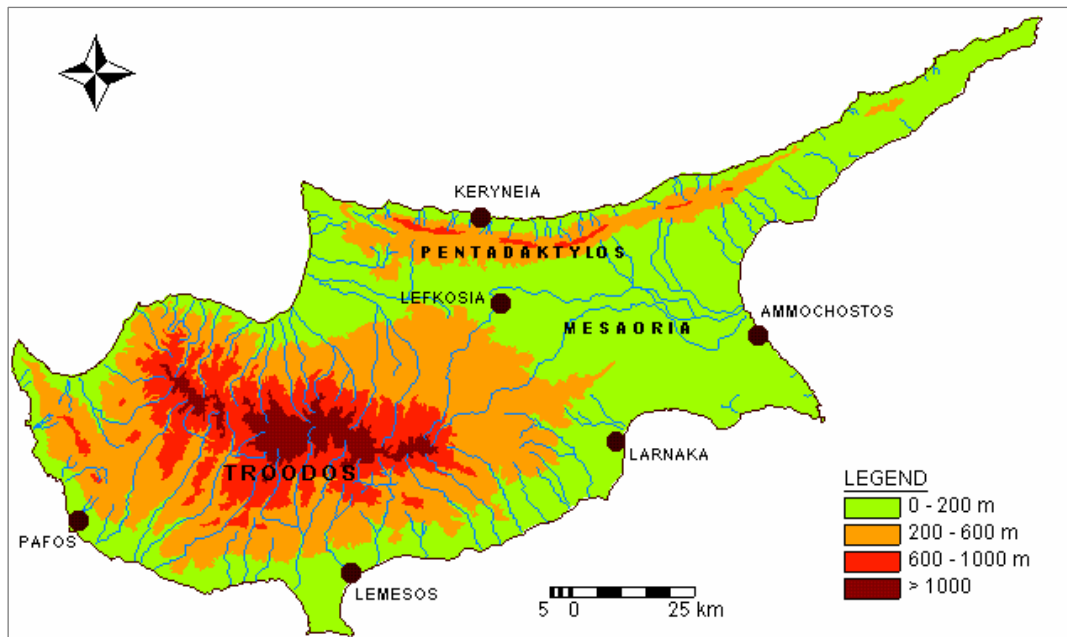 KERYNEIA
PENTADAKTYLOS
LEFKOSIA
AMMOCHOSTOS
MESAORIA
LARNAKA
TROODOS
PAFOS
LEMESOS
LEGEND
0 - 200 m
200 - 600 m
600 - 1000 m
> 1000
5 0 25 km